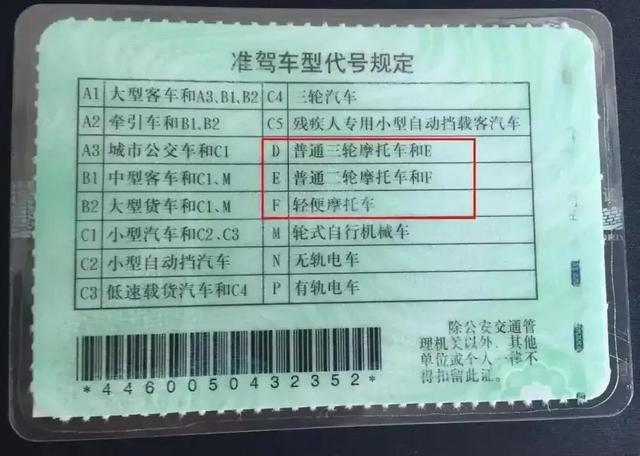 准驾车型代号规定
A1 大型客车和A3、B1、B2 C4 三轮汽车
A2 牵引车和B1、B2 C5 残疾人专用小型自动挡载客汽车
A3 城市公交车和C1 D 普通三轮摩托车和E
B1 中型客车和C1、M E 普通二轮摩托车和F
B2 大型货车和C1、M F 轻便摩托车
C1 小型汽车和C2、C3 M 轮式自行机械车
C2 小型自动挡汽车 N 无轨电车
C3 低速载货汽车和C4 P 有轨电车
*4460050432352*
除公安交通管
理机关以外、其他
单位或个人一律不
得扣留此证。